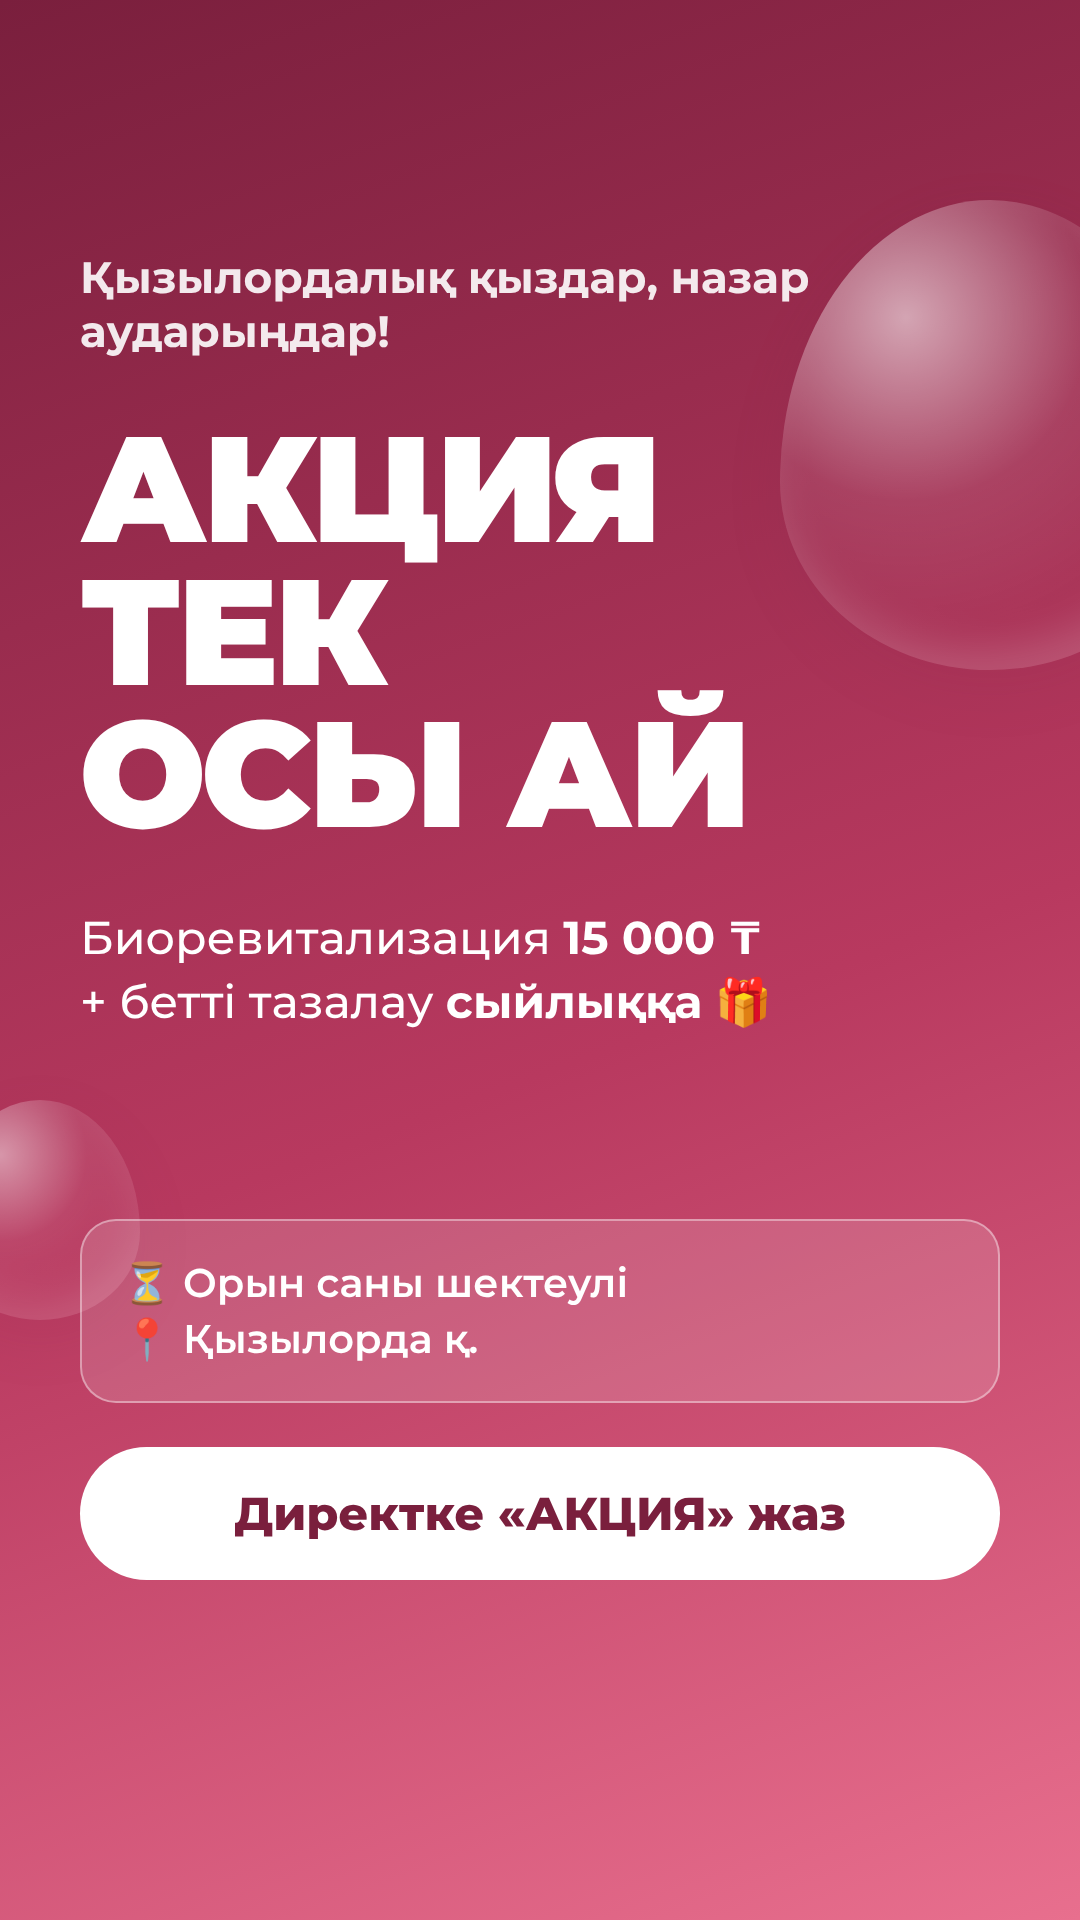 Қызылордалық қыздар, назар
аударыңдар!
АКЦИЯ
ТЕК
ОСЫ АЙ
Биоревитализация 15 000 ₸
+ бетті тазалау сыйлыққа 🎁
⏳ Орын саны шектеулі
📍 Қызылорда қ.
Директке «АКЦИЯ» жаз